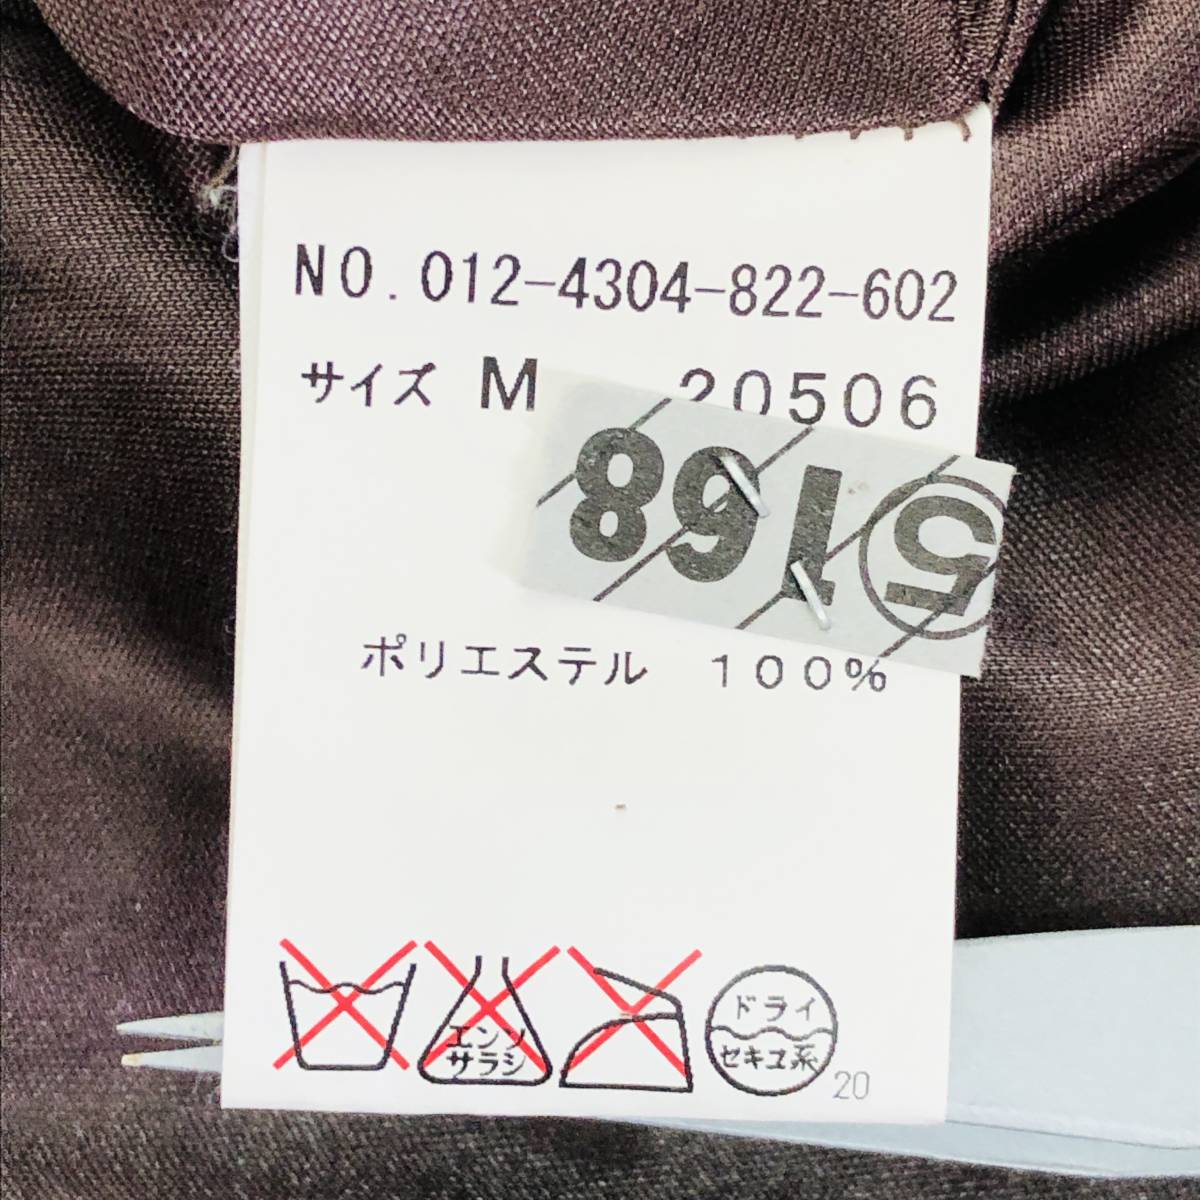 NO.012-4304-822-602
サイズ M 20506
⑤198
ポリエステル 100%
エンソ
サラシ
ドライ
セキユ系
20